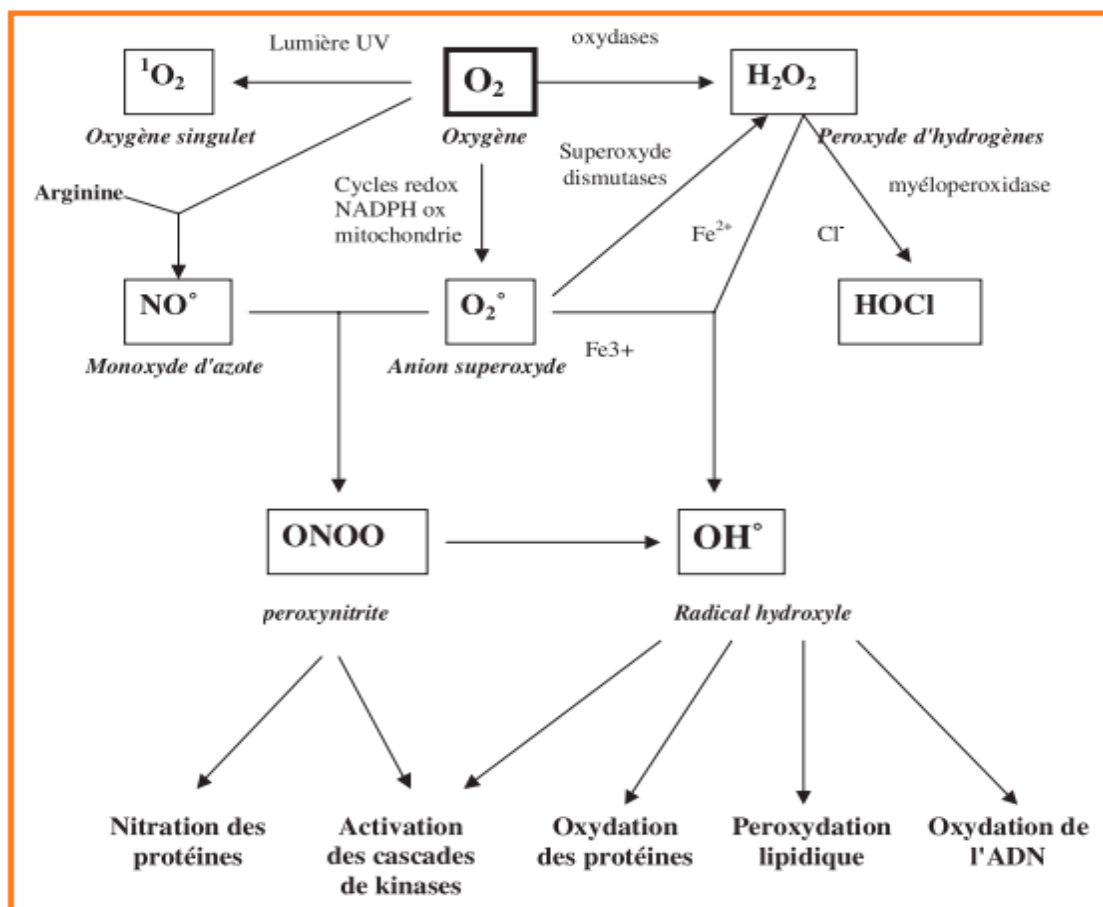 Lumière UV
oxydases
¹O₂
O₂
H₂O₂
Oxygène singulet
Oxygène
Peroxyde d'hydrogènes
Arginine
Cycles redox
NADPH ox
mitochondrie
Superoxyde
dismutases
myéloperoxidase
Fe²⁺
Cl⁻
NO°
O₂°
HOCl
Monoxyde d'azote
Anion superoxyde
Fe3+
ONOO
OH°
peroxynitrite
Radical hydroxyle
Nitration des
protéines
Activation
des cascades
de kinases
Oxydation
des protéines
Peroxydation
lipidique
Oxydation de
l'ADN